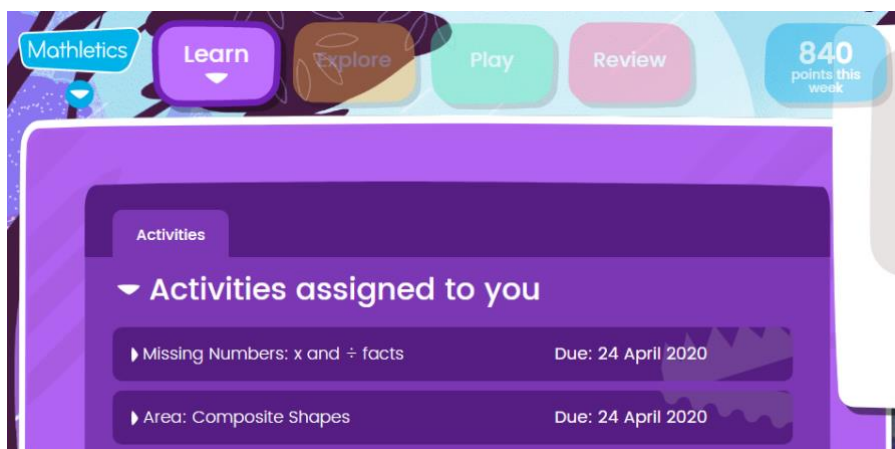 Mathletics
Learn
Explore
Play
Review
840
points this
week
Activities
Activities assigned to you
Missing Numbers: x and ÷ facts
Due: 24 April 2020
Area: Composite Shapes
Due: 24 April 2020